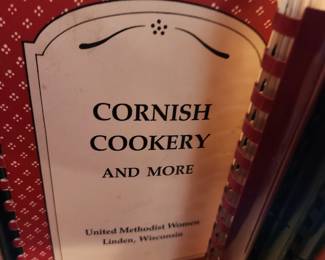 CORNISH
COOKERY
AND MORE
United Methodist Women
Linden, Wisconsin